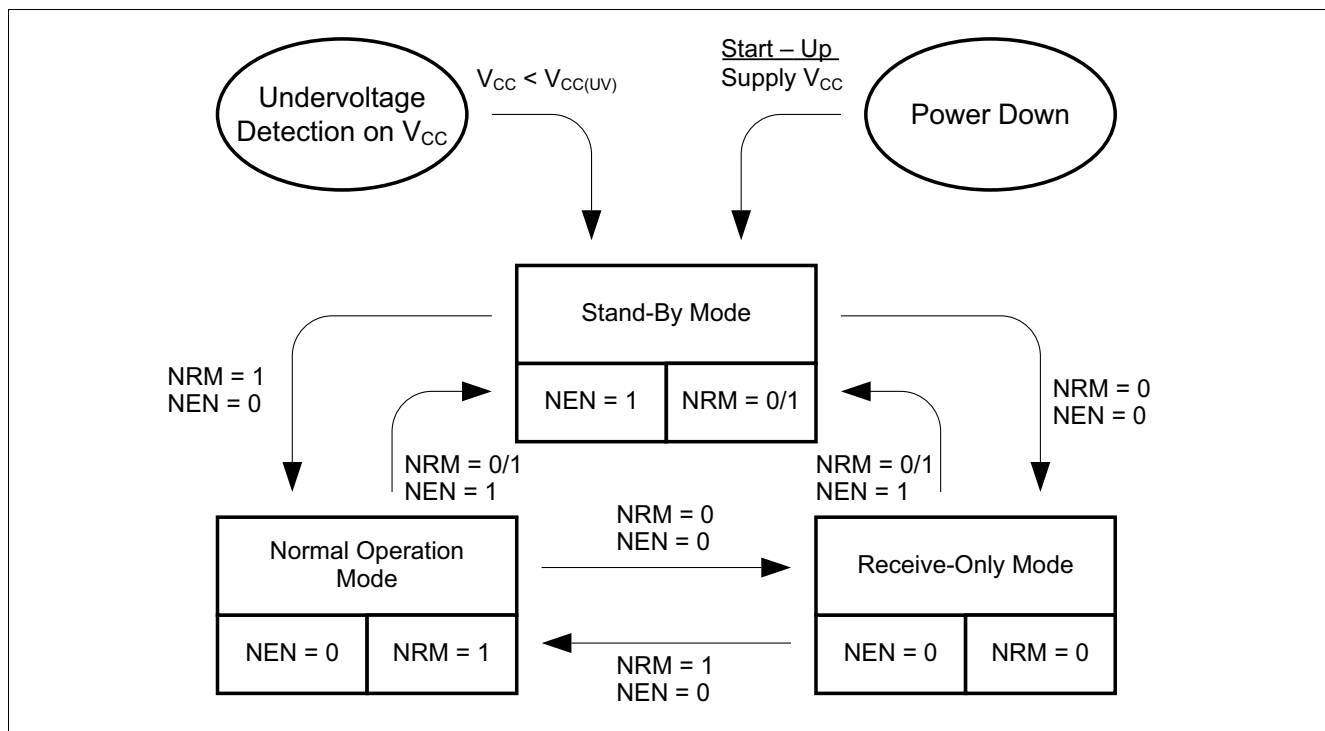 Undervoltage
Detection on VCC
VCC < VCC(UV)
Start – Up
Supply VCC
Power Down
Stand-By Mode
NEN = 1
NRM = 0/1
NRM = 1
NEN = 0
NRM = 0
NEN = 0
NRM = 0/1
NEN = 1
NRM = 0/1
NEN = 1
Normal Operation
Mode
NEN = 0
NRM = 1
NRM = 0
NEN = 0
NRM = 1
NEN = 0
Receive-Only Mode
NEN = 0
NRM = 0